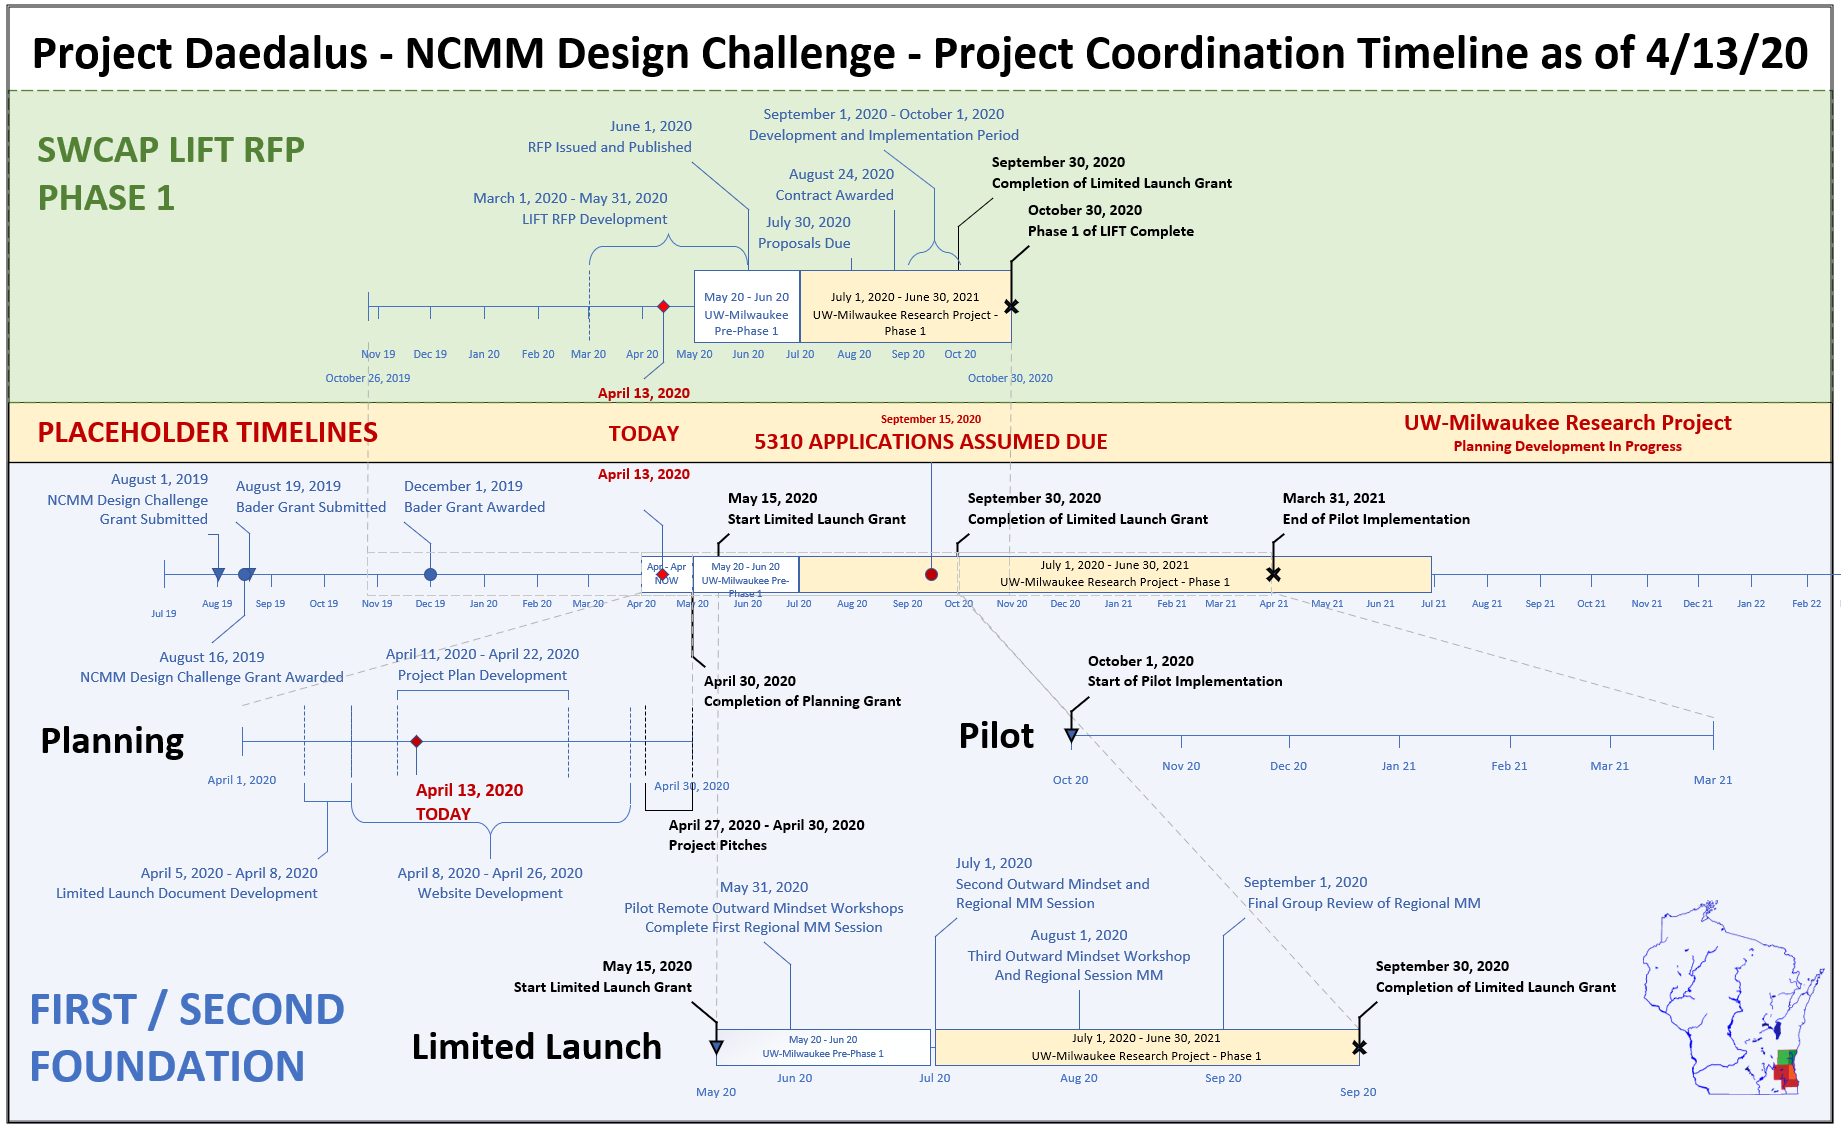 Project Daedalus - NCMM Design Challenge - Project Coordination Timeline as of 4/13/20
SWCAP LIFT RFP
PHASE 1
March 1, 2020 - May 31, 2020
LIFT RFP Development
June 1, 2020
RFP Issued and Published
September 1, 2020 - October 1, 2020
Development and Implementation Period
August 24, 2020
Contract Awarded
July 30, 2020
Proposals Due
September 30, 2020
Completion of Limited Launch Grant
October 30, 2020
Phase 1 of LIFT Complete
May 20 - Jun 20
UW-Milwaukee
Pre-Phase 1
July 1, 2020 - June 30, 2021
UW-Milwaukee Research Project -
Phase 1
Nov 19 Dec 19 Jan 20 Feb 20 Mar 20 Apr 20 May 20 Jun 20 Jul 20 Aug 20 Sep 20 Oct 20
October 26, 2019
October 30, 2020
April 13, 2020
PLACEHOLDER TIMELINES
TODAY
September 15, 2020
5310 APPLICATIONS ASSUMED DUE
UW-Milwaukee Research Project
Planning Development In Progress
April 13, 2020
August 1, 2019
NCMM Design Challenge
Grant Submitted
August 19, 2019
Bader Grant Submitted
December 1, 2019
Bader Grant Awarded
May 15, 2020
Start Limited Launch Grant
September 30, 2020
Completion of Limited Launch Grant
March 31, 2021
End of Pilot Implementation
Apr - Apr
NOW
May 20 - Jun 20
UW-Milwaukee Pre-
Phase 1
July 1, 2020 - June 30, 2021
UW-Milwaukee Research Project - Phase 1
Jul 19 Aug 19 Sep 19 Oct 19 Nov 19 Dec 19 Jan 20 Feb 20 Mar 20 Apr 20 May 20 Jun 20 Jul 20 Aug 20 Sep 20 Oct 20 Nov 20 Dec 20 Jan 21 Feb 21 Mar 21 Apr 21 May 21 Jun 21 Jul 21 Aug 21 Sep 21 Oct 21 Nov 21 Dec 21 Jan 22 Feb 22
August 16, 2019
NCMM Design Challenge Grant Awarded
April 11, 2020 - April 22, 2020
Project Plan Development
April 30, 2020
Completion of Planning Grant
Planning
April 1, 2020
April 13, 2020
TODAY
April 30, 2020
April 27, 2020 - April 30, 2020
Project Pitches
April 5, 2020 - April 8, 2020
Limited Launch Document Development
April 8, 2020 - April 26, 2020
Website Development
October 1, 2020
Start of Pilot Implementation
Pilot
Oct 20 Nov 20 Dec 20 Jan 21 Feb 21 Mar 21 Mar 21
May 31, 2020
Pilot Remote Outward Mindset Workshops
Complete First Regional MM Session
July 1, 2020
Second Outward Mindset and
Regional MM Session
August 1, 2020
Third Outward Mindset Workshop
And Regional Session MM
September 1, 2020
Final Group Review of Regional MM
May 15, 2020
Start Limited Launch Grant
September 30, 2020
Completion of Limited Launch Grant
FIRST / SECOND
FOUNDATION
Limited Launch
May 20 - Jun 20
UW-Milwaukee Pre-Phase 1
July 1, 2020 - June 30, 2021
UW-Milwaukee Research Project - Phase 1
May 20 Jun 20 Jul 20 Aug 20 Sep 20 Sep 20